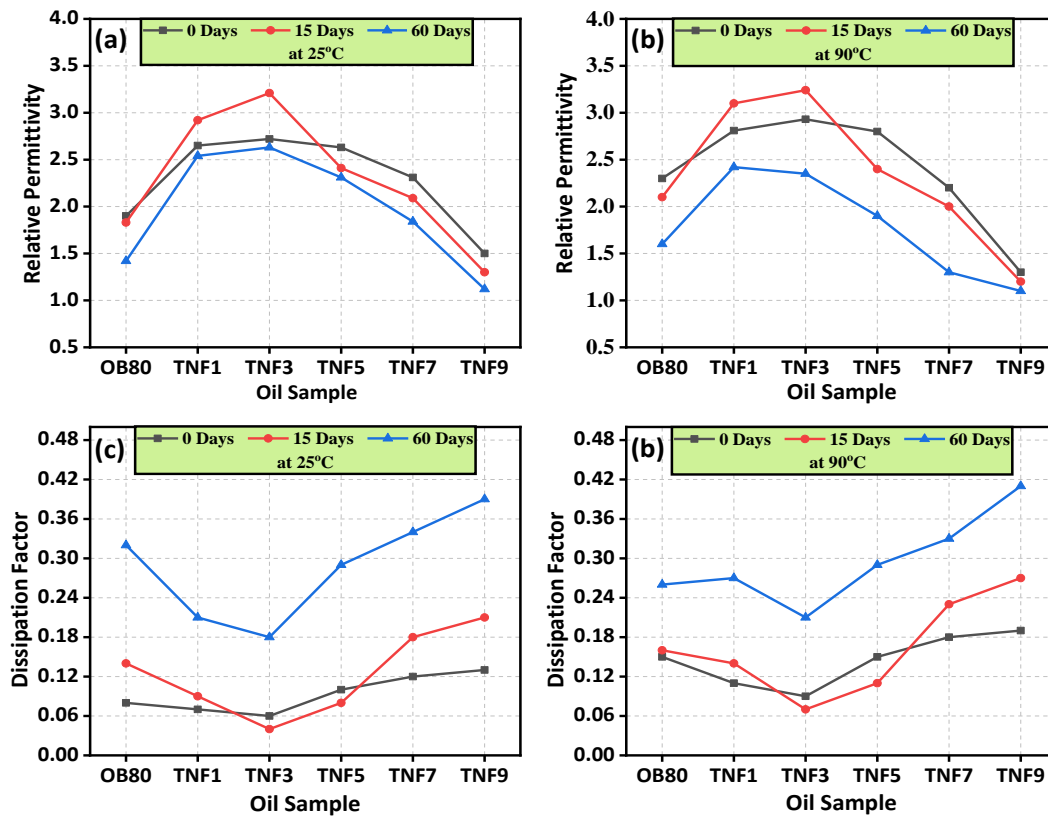 (a)
0 Days 15 Days 60 Days
at 25°C
4.0
3.5
3.0
2.5
2.0
1.5
1.0
0.5
Relative Permittivity
OB80 TNF1 TNF3 TNF5 TNF7 TNF9
Oil Sample
(b)
0 Days 15 Days 60 Days
at 90°C
4.0
3.5
3.0
2.5
2.0
1.5
1.0
0.5
Relative Permittivity
OB80 TNF1 TNF3 TNF5 TNF7 TNF9
Oil Sample
(c)
0 Days 15 Days 60 Days
at 25°C
0.48
0.42
0.36
0.30
0.24
0.18
0.12
0.06
0.00
Dissipation Factor
OB80 TNF1 TNF3 TNF5 TNF7 TNF9
Oil Sample
(b)
0 Days 15 Days 60 Days
at 90°C
0.48
0.42
0.36
0.30
0.24
0.18
0.12
0.06
0.00
Dissipation Factor
OB80 TNF1 TNF3 TNF5 TNF7 TNF9
Oil Sample